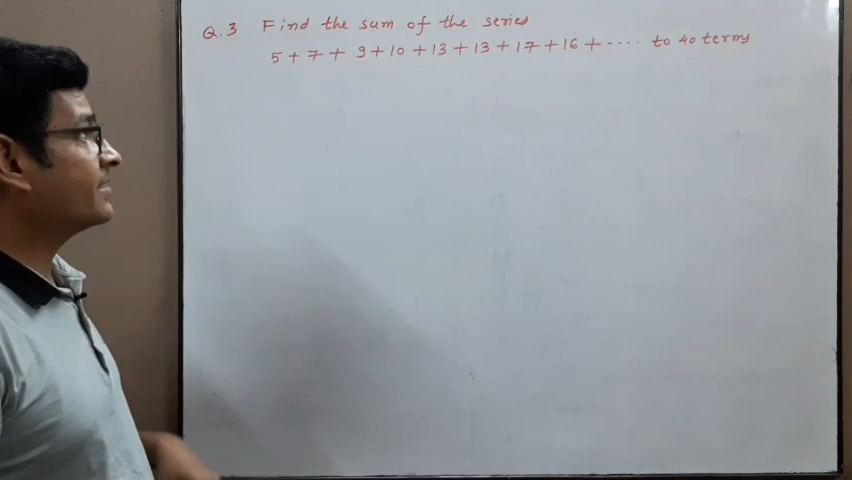 Q.3 Find the sum of the series
5 + 7 + 9 + 10 + 13 + 13 + 17 + 16 + .... to 40 terms